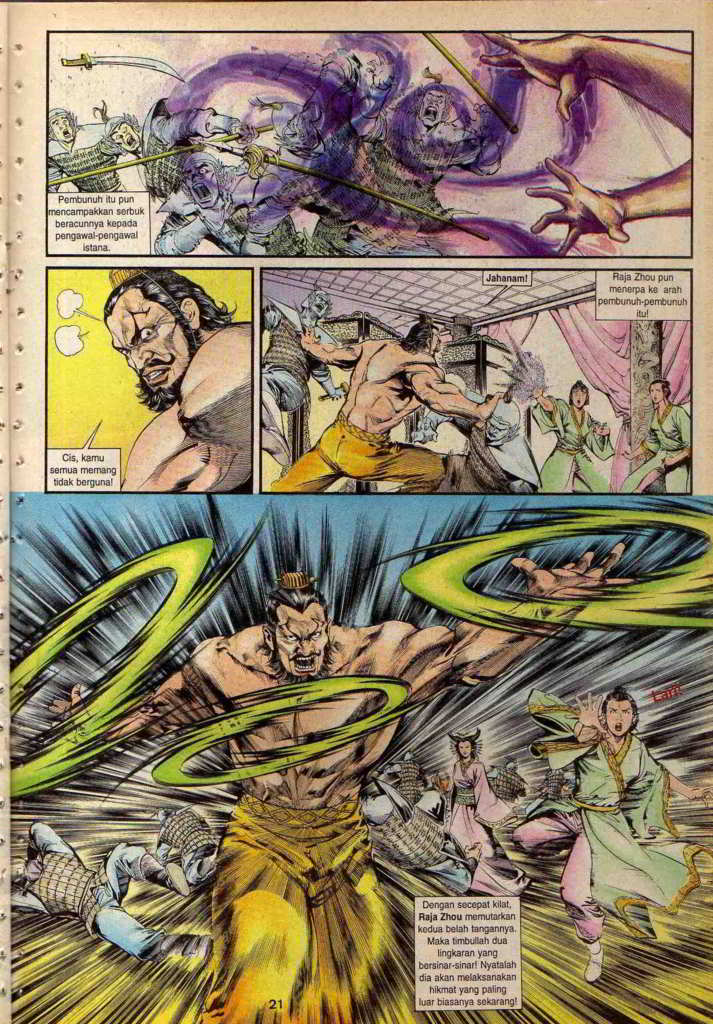 Pembunuh itu pun
mencampakkan serbuk
beracunnya kepada
pengawal-pengawal
istana.
Cis, kamu
semua memang
tidak berguna!
Jahanam!
Raja Zhou pun
menerpa ke arah
pembunuh-pembunuh
itu!
Lari!
Dengan secepat kilat,
Raja Zhou memutarkan
kedua belah tangannya.
Maka timbullah dua
lingkaran yang
bersinar-sinar! Nyatalah
dia akan melaksanakan
hikmat yang paling
luar biasanya sekarang!
21